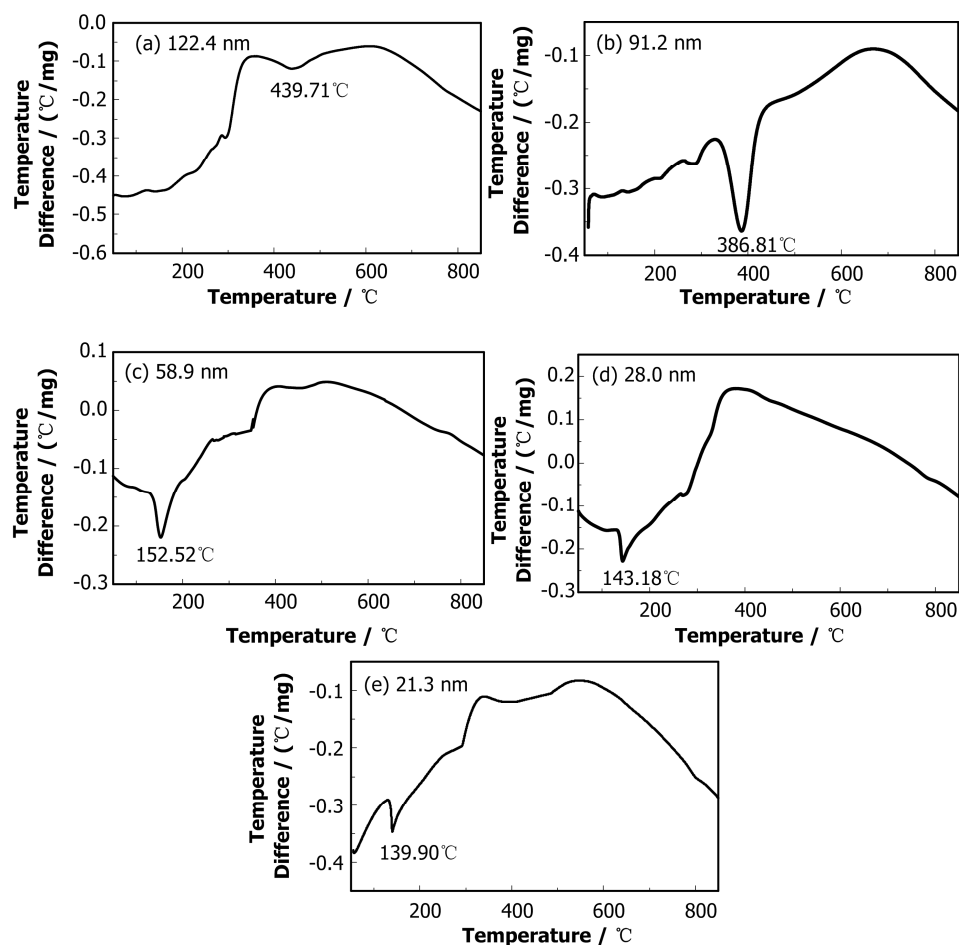 (a) 122.4 nm
439.71℃
0.0
-0.1
-0.2
-0.3
-0.4
-0.5
-0.6
200
400
600
800
Temperature
Difference / (℃/mg)
Temperature / ℃
(b) 91.2 nm
386.81℃
-0.1
-0.2
-0.3
-0.4
200
400
600
800
Temperature
Difference / (℃/mg)
Temperature / ℃
(c) 58.9 nm
152.52℃
0.1
0.0
-0.1
-0.2
-0.3
200
400
600
800
Temperature
Difference / (℃/mg)
Temperature / ℃
(d) 28.0 nm
143.18℃
0.2
0.1
0.0
-0.1
-0.2
-0.3
200
400
600
800
Temperature
Difference / (℃/mg)
Temperature / ℃
(e) 21.3 nm
139.90℃
-0.1
-0.2
-0.3
-0.4
200
400
600
800
Temperature
Difference / (℃/mg)
Temperature / ℃